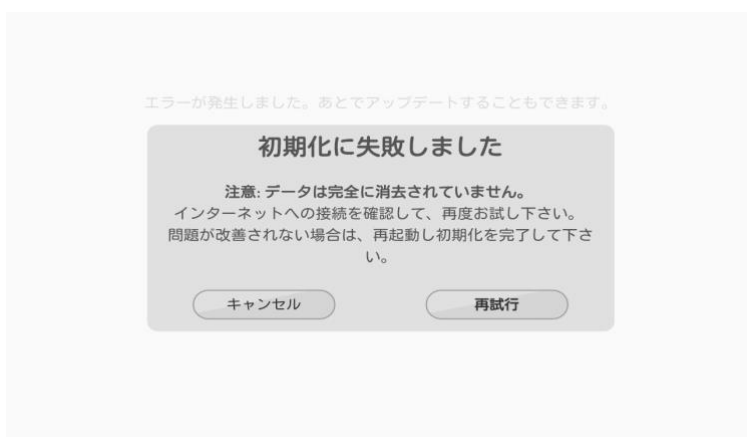 エラーが発生しました。あとでアップデートすることもできます。
初期化に失敗しました
注意: データは完全に消去されていません。
インターネットへの接続を確認して、再度お試し下さい。
問題が改善されない場合は、再起動し初期化を完了して下さ
い。
キャンセル
再試行